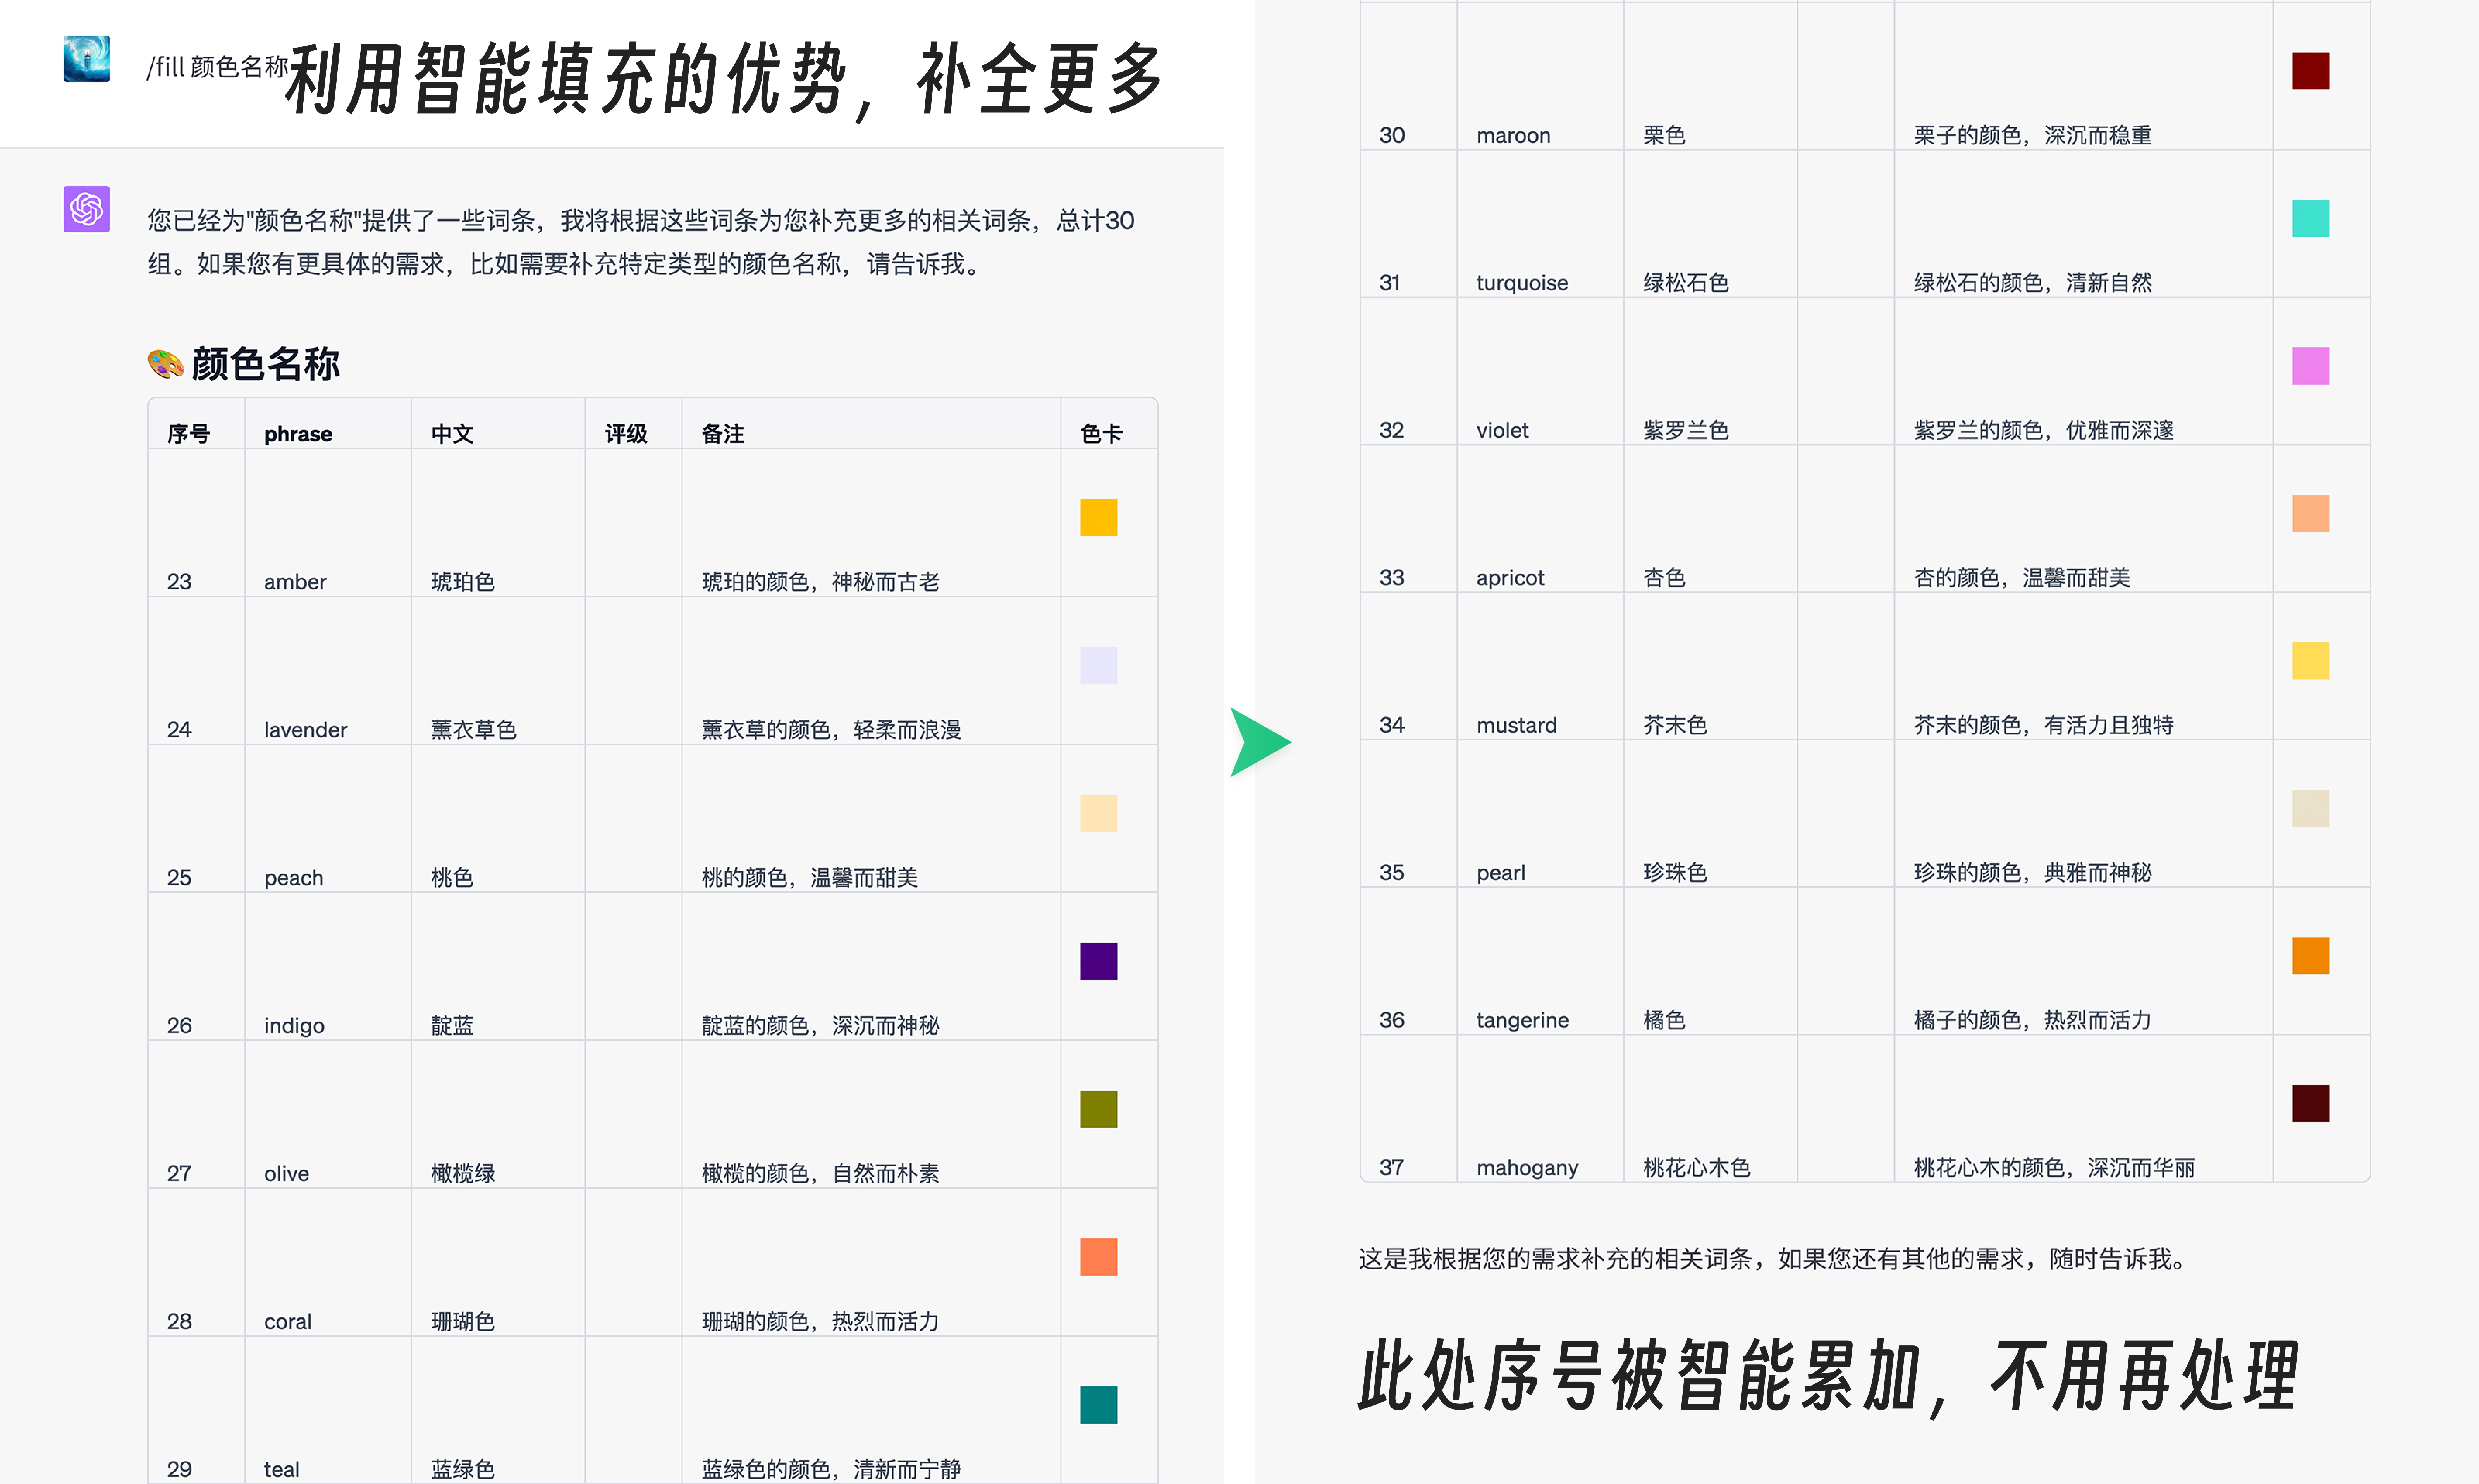 /fill 颜色名称
利用智能填充的优势，补全更多
您已经为"颜色名称"提供了一些词条，我将根据这些词条为您补充更多的相关词条，总计30
组。如果您有更具体的需求，比如需要补充特定类型的颜色名称，请告诉我。
🎨 颜色名称
序号 phrase 中文 评级 备注 色卡
23 amber 琥珀色 琥珀的颜色，神秘而古老
24 lavender 薰衣草色 薰衣草的颜色，轻柔而浪漫
25 peach 桃色 桃的颜色，温馨而甜美
26 indigo 靛蓝 靛蓝的颜色，深沉而神秘
27 olive 橄榄绿 橄榄的颜色，自然而朴素
28 coral 珊瑚色 珊瑚的颜色，热烈而活力
29 teal 蓝绿色 蓝绿色的颜色，清新而宁静
30 maroon 栗色 栗子的颜色，深沉而稳重
31 turquoise 绿松石色 绿松石的颜色，清新自然
32 violet 紫罗兰色 紫罗兰的颜色，优雅而深邃
33 apricot 杏色 杏的颜色，温馨而甜美
34 mustard 芥末色 芥末的颜色，有活力且独特
35 pearl 珍珠色 珍珠的颜色，典雅而神秘
36 tangerine 橘色 橘子的颜色，热烈而活力
37 mahogany 桃花心木色 桃花心木的颜色，深沉而华丽
这是我根据您的需求补充的相关词条，如果您还有其他的需求，随时告诉我。
此处序号被智能累加，不用再处理